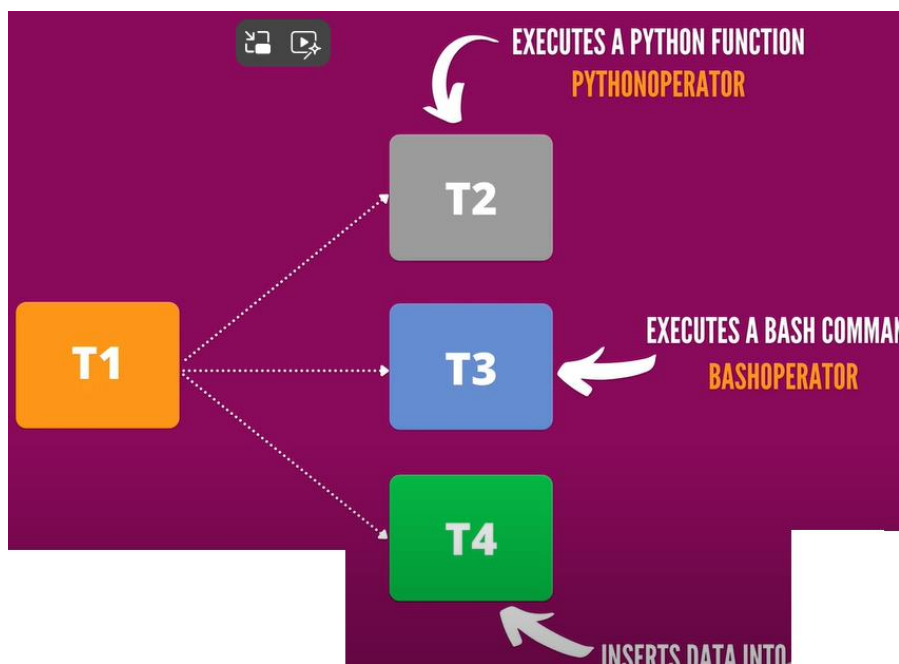 EXECUTES A PYTHON FUNCTION
PYTHONOPERATOR
T2
T1
T3
EXECUTES A BASH COMMAN
BASHOPERATOR
T4
INSERTS DATA INTO